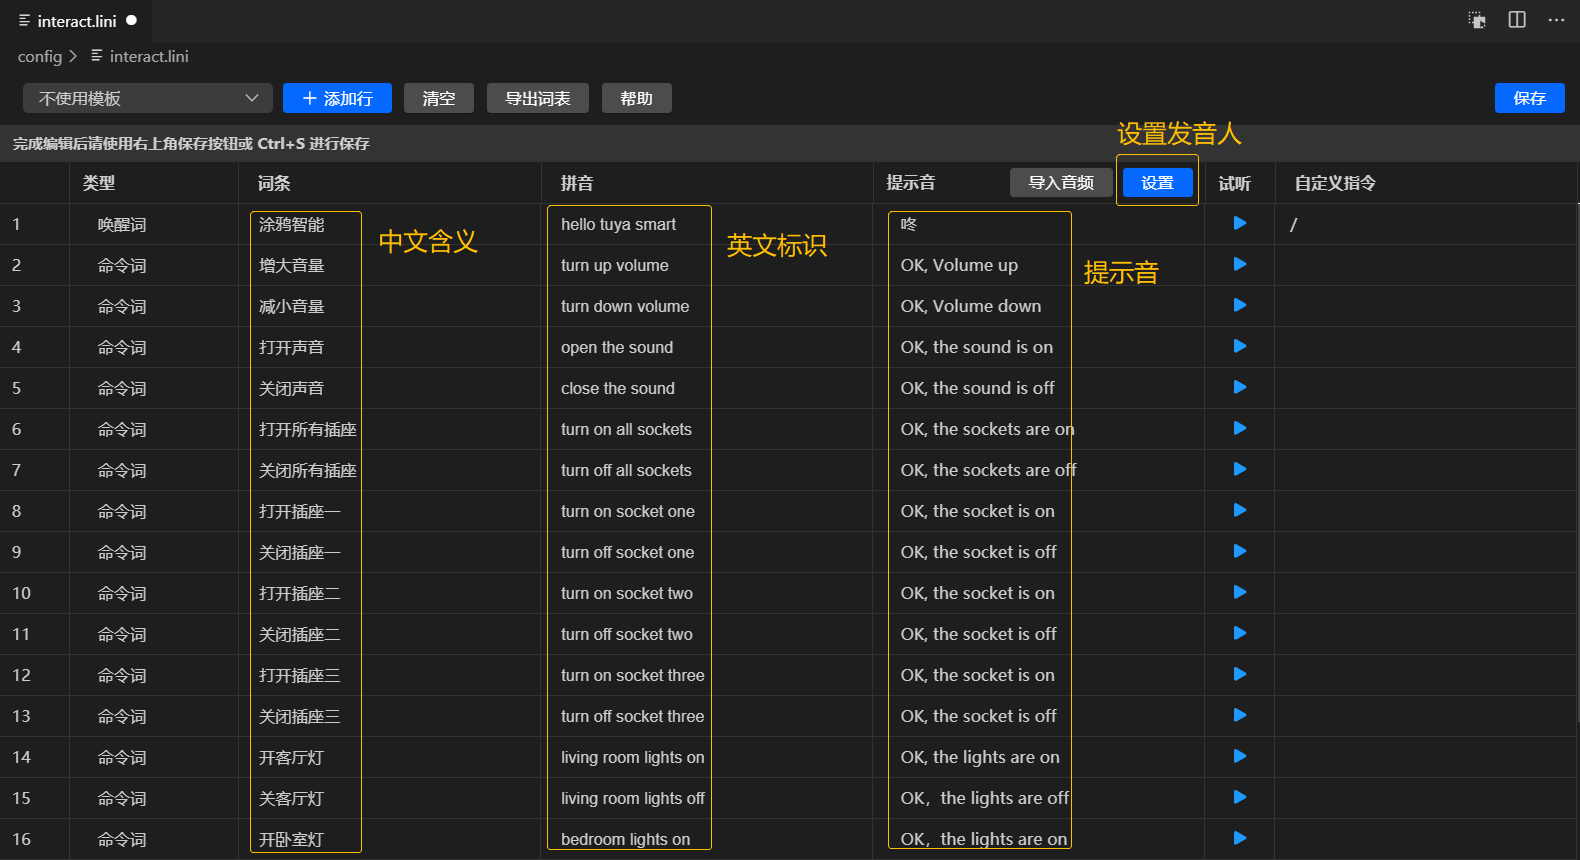 interact.lini
config > interact.lini
不使用模板 + 添加行 清空 导出词表 帮助 保存
完成编辑后请使用右上角保存按钮或 Ctrl+S 进行保存
设置发音人
类型 词条 拼音 提示音 导入音频 设置 试听 自定义指令
1 唤醒词 涂鸦智能 hello tuya smart 咚 /
中文含义 英文标识 提示音
2 命令词 增大音量 turn up volume OK, Volume up
3 命令词 减小音量 turn down volume OK, Volume down
4 命令词 打开声音 open the sound OK, the sound is on
5 命令词 关闭声音 close the sound OK, the sound is off
6 命令词 打开所有插座 turn on all sockets OK, the sockets are on
7 命令词 关闭所有插座 turn off all sockets OK, the sockets are off
8 命令词 打开插座一 turn on socket one OK, the socket is on
9 命令词 关闭插座一 turn off socket one OK, the socket is off
10 命令词 打开插座二 turn on socket two OK, the socket is on
11 命令词 关闭插座二 turn off socket two OK, the socket is off
12 命令词 打开插座三 turn on socket three OK, the socket is on
13 命令词 关闭插座三 turn off socket three OK, the socket is off
14 命令词 开客厅灯 living room lights on OK, the lights are on
15 命令词 关客厅灯 living room lights off OK，the lights are off
16 命令词 开卧室灯 bedroom lights on OK，the lights are on